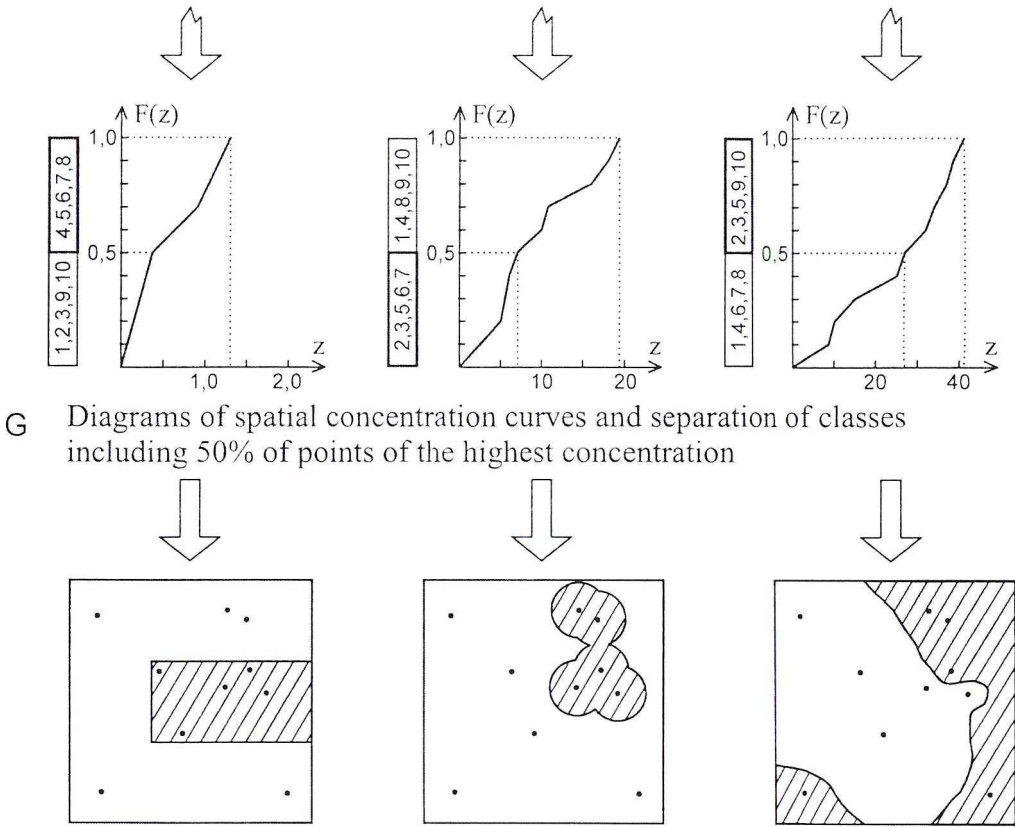 F(z)
1,0
0,5
4,5,6,7,8
1,2,3,9,10
1,0
2,0
z
F(z)
1,0
0,5
1,4,8,9,10
2,3,5,6,7
10
20
z
F(z)
1,0
0,5
2,3,5,9,10
1,4,6,7,8
20
40
z
G Diagrams of spatial concentration curves and separation of classes
including 50% of points of the highest concentration